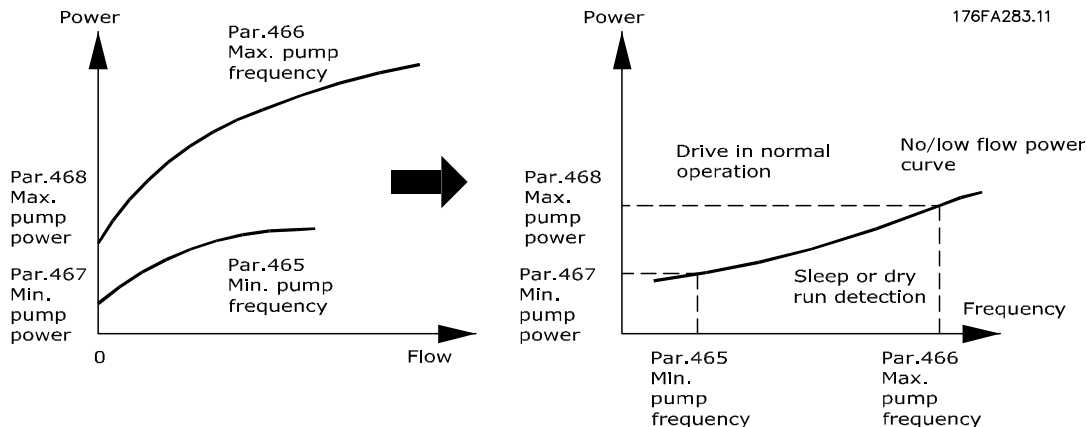 Power
Par.466
Max. pump
frequency
Par.468
Max.
pump
power
Par.467
Min.
pump
power
Par.465
Min. pump
frequency
0
Flow
176FA283.11
Power
No/low flow power
curve
Drive in normal
operation
Par.468
Max.
pump
power
Par.467
Min.
pump
power
Sleep or dry
run detection
Frequency
Par.465
Min.
pump
frequency
Par.466
Max.
pump
frequency